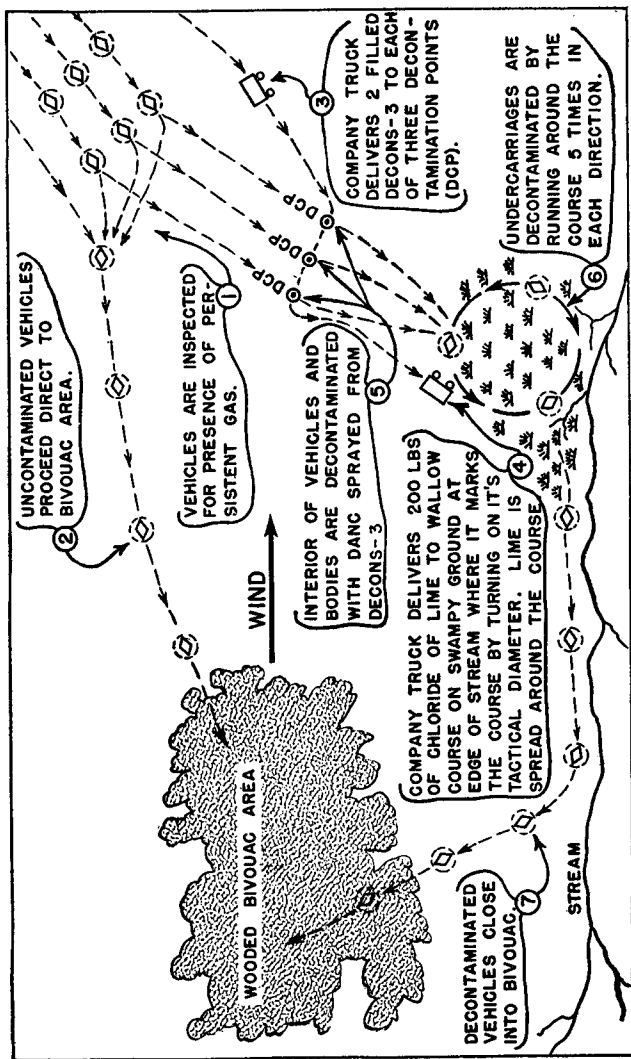 UNCONTAMINATED VEHICLES
PROCEED DIRECT TO
BIVOUAC AREA.
2
VEHICLES ARE INSPECTED
FOR PRESENCE OF PER-
SISTENT GAS.
1
COMPANY TRUCK
DELIVERS 2 FILLED
DECONS-3 TO EACH
OF THREE DECON-
TAMINATION POINTS
(DCP).
3
WIND
WOODED BIVOUAC AREA
DCP
DCP
DCP
INTERIOR OF VEHICLES AND
BODIES ARE DECONTAMINATED
WITH DANC SPRAYED FROM
DECONS-3
5
COMPANY TRUCK DELIVERS 200 LBS
OF CHLORIDE OF LIME TO WALLOW
COURSE ON SWAMPY GROUND AT
EDGE OF STREAM WHERE IT MARKS
THE COURSE BY TURNING ON IT'S
TACTICAL DIAMETER. LIME IS
SPREAD AROUND THE COURSE
4
UNDERCARRIAGES ARE
DECONTAMINATED BY
RUNNING AROUND THE
COURSE 5 TIMES IN
EACH DIRECTION.
6
DECONTAMINATED
VEHICLES CLOSE
INTO BIVOUAC.
7
STREAM